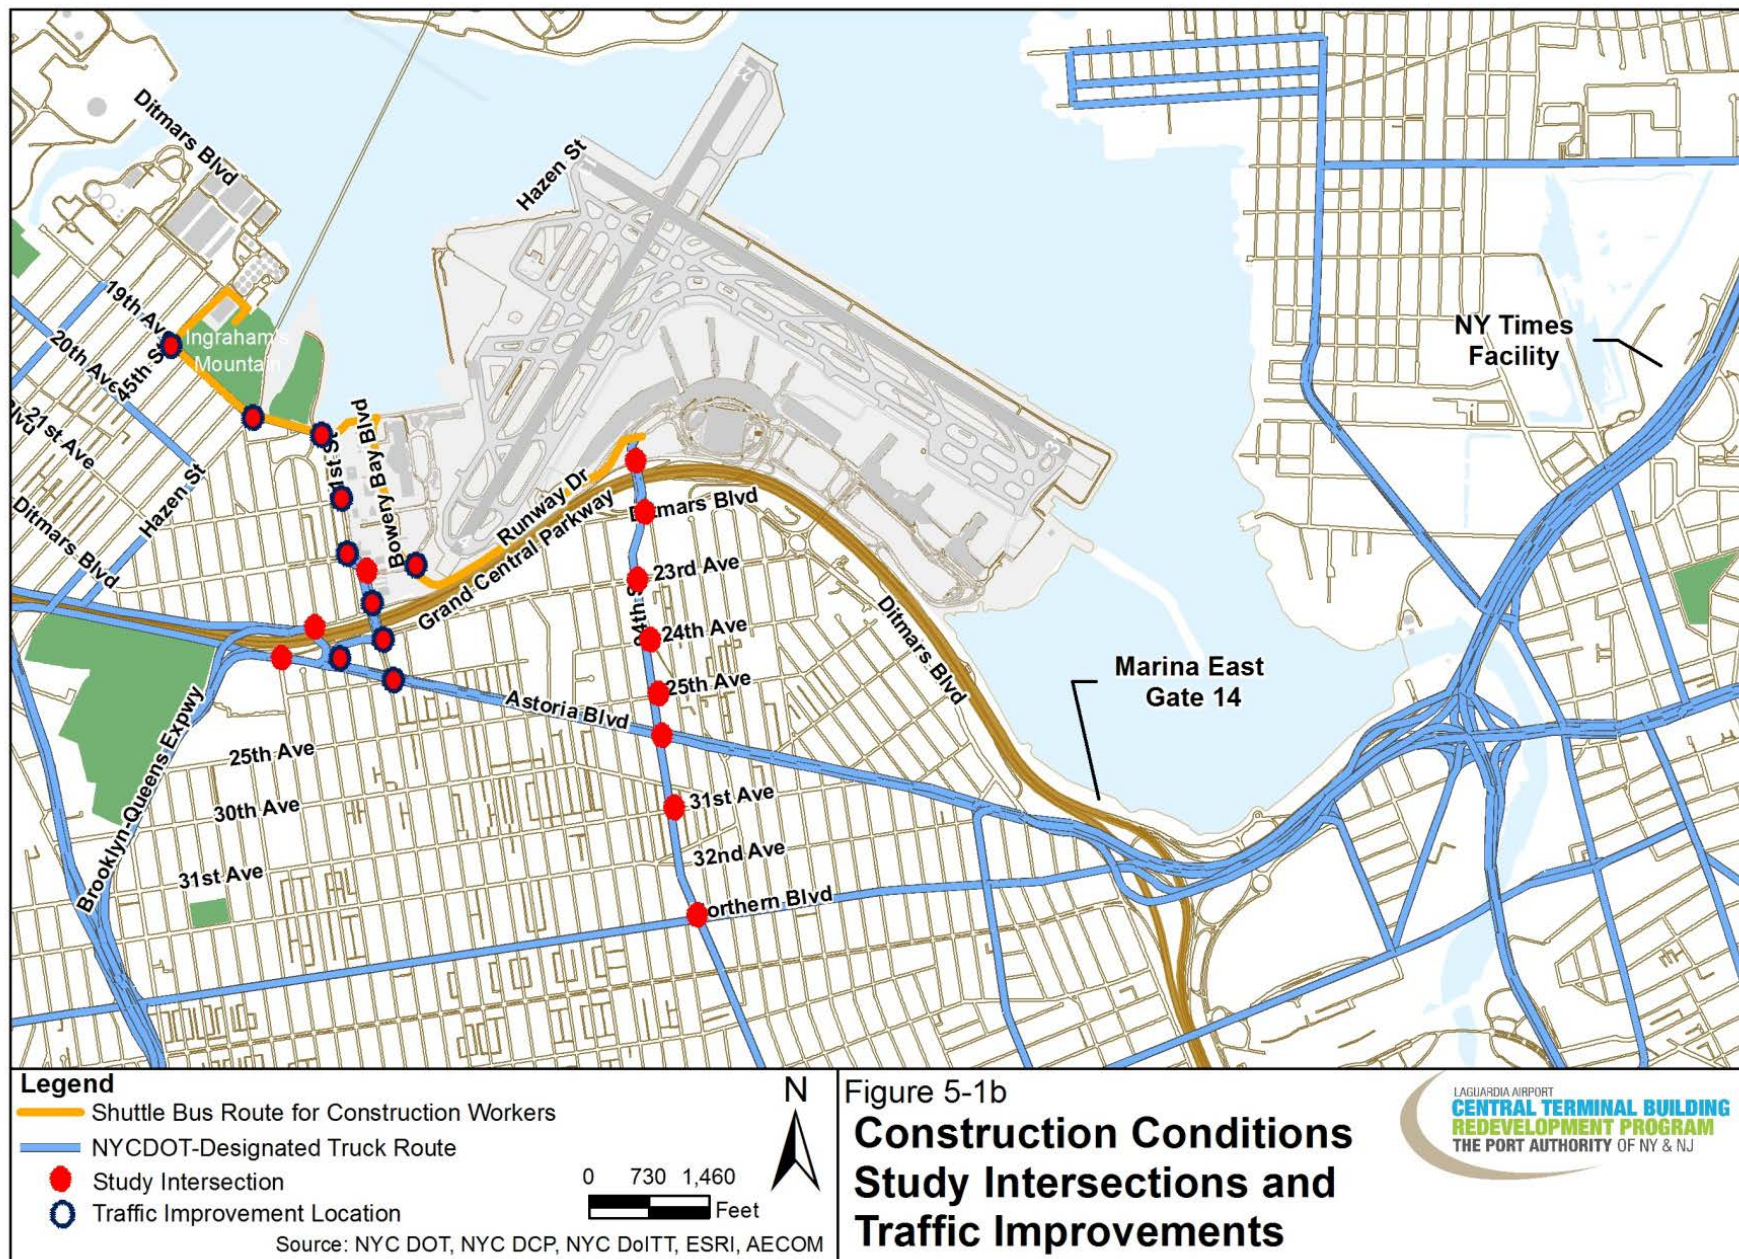 Ditmars Blvd
Hazen St
19th Ave
20th Ave
45th St
Ingraham's
Mountain
21st Ave
Blvd
Hazen St
Ditmars Blvd
Bowery Bay Blvd
Runway Dr
Grand Central Parkway
Ditmars Blvd
23rd Ave
24th Ave
25th Ave
Ditmars Blvd
Astoria Blvd
31st Ave
32nd Ave
orthern Blvd
25th Ave
30th Ave
31st Ave
Brooklyn-Queens Expwy
NY Times
Facility
Marina East
Gate 14
22
Legend
Shuttle Bus Route for Construction Workers
NYCDOT-Designated Truck Route
Study Intersection
Traffic Improvement Location
N
0 730 1,460
Feet
Source: NYC DOT, NYC DCP, NYC DoITT, ESRI, AECOM
Figure 5-1b
Construction Conditions
Study Intersections and
Traffic Improvements
LAGUARDIA AIRPORT
CENTRAL TERMINAL BUILDING
REDEVELOPMENT PROGRAM
THE PORT AUTHORITY OF NY & NJ